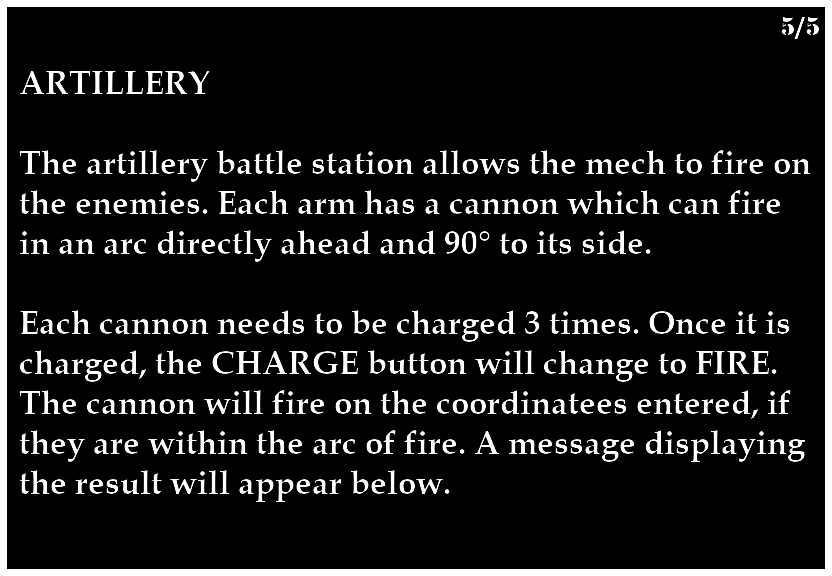 5/5
ARTILLERY
The artillery battle station allows the mech to fire on
the enemies. Each arm has a cannon which can fire
in an arc directly ahead and 90° to its side.
Each cannon needs to be charged 3 times. Once it is
charged, the CHARGE button will change to FIRE.
The cannon will fire on the coordinatees entered, if
they are within the arc of fire. A message displaying
the result will appear below.